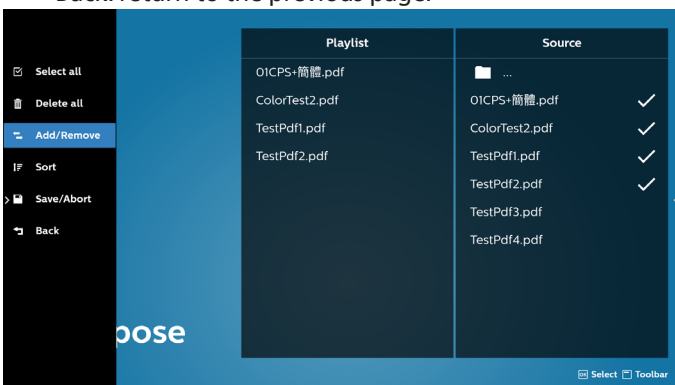 Back: return to the previous page.
Select all
Delete all
Add/Remove
Sort
Save/Abort
Back
pose
Playlist
01CPS+簡體.pdf
ColorTest2.pdf
TestPdf1.pdf
TestPdf2.pdf
Source
...
01CPS+簡體.pdf
ColorTest2.pdf
TestPdf1.pdf
TestPdf2.pdf
TestPdf3.pdf
TestPdf4.pdf
OK Select Toolbar